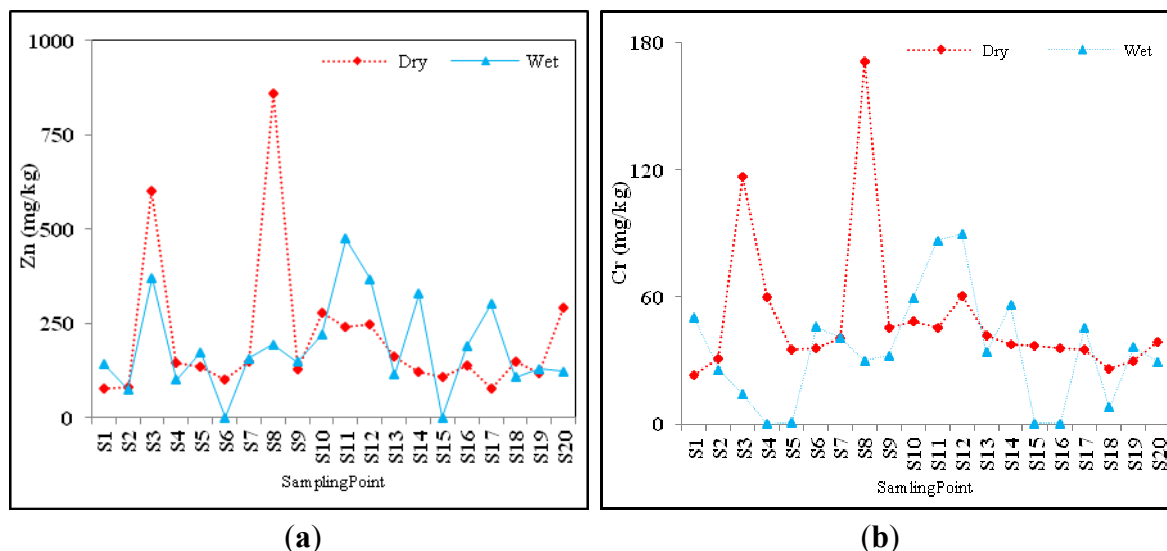 1000
750
500
250
0
Zn (mg/kg)
Dry
Wet
S1
S2
S3
S4
S5
S6
S7
S8
S9
S10
S11
S12
S13
S14
S15
S16
S17
S18
S19
S20
SamplingPoint
(a)
180
120
60
0
Cr (mg/kg)
Dry
Wet
S1
S2
S3
S4
S5
S6
S7
S8
S9
S10
S11
S12
S13
S14
S15
S16
S17
S18
S19
S20
SamlingPoint
(b)